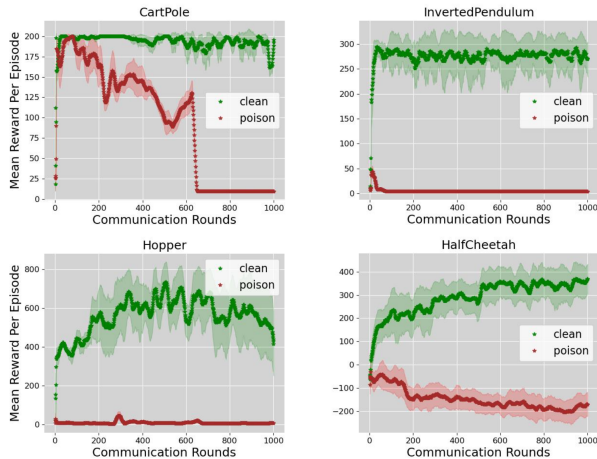 CartPole
Mean Reward Per Episode
200
175
150
125
100
75
50
25
0
clean
poison
0
200
400
600
800
1000
Communication Rounds
InvertedPendulum
300
250
200
150
100
50
0
clean
poison
0
200
400
600
800
1000
Communication Rounds
Hopper
Mean Reward Per Episode
800
600
400
200
0
clean
poison
0
200
400
600
800
1000
Communication Rounds
HalfCheetah
400
300
200
100
0
−100
−200
clean
poison
0
200
400
600
800
1000
Communication Rounds